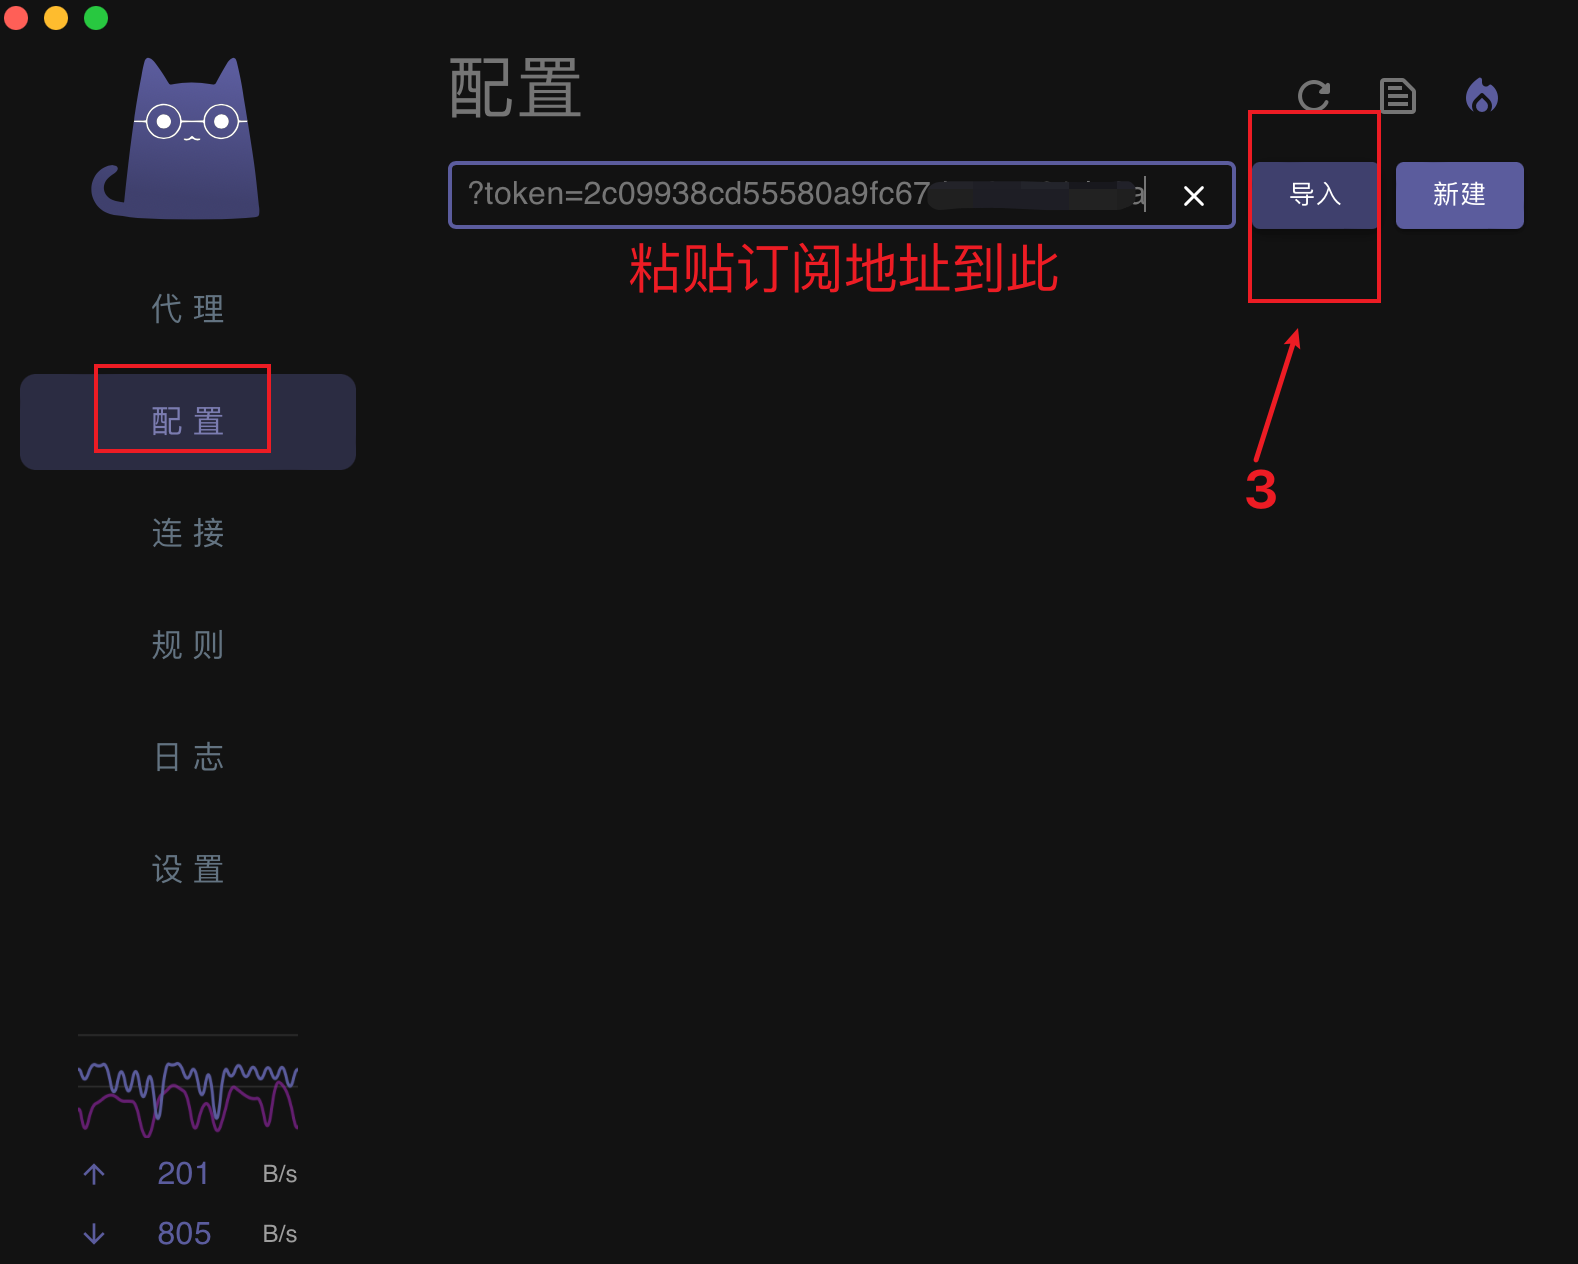 配置
?token=2c09938cd55580a9fc67
导入
新建
粘贴订阅地址到此
代理
配置
连接
规则
日志
设置
3
201 B/s
805 B/s